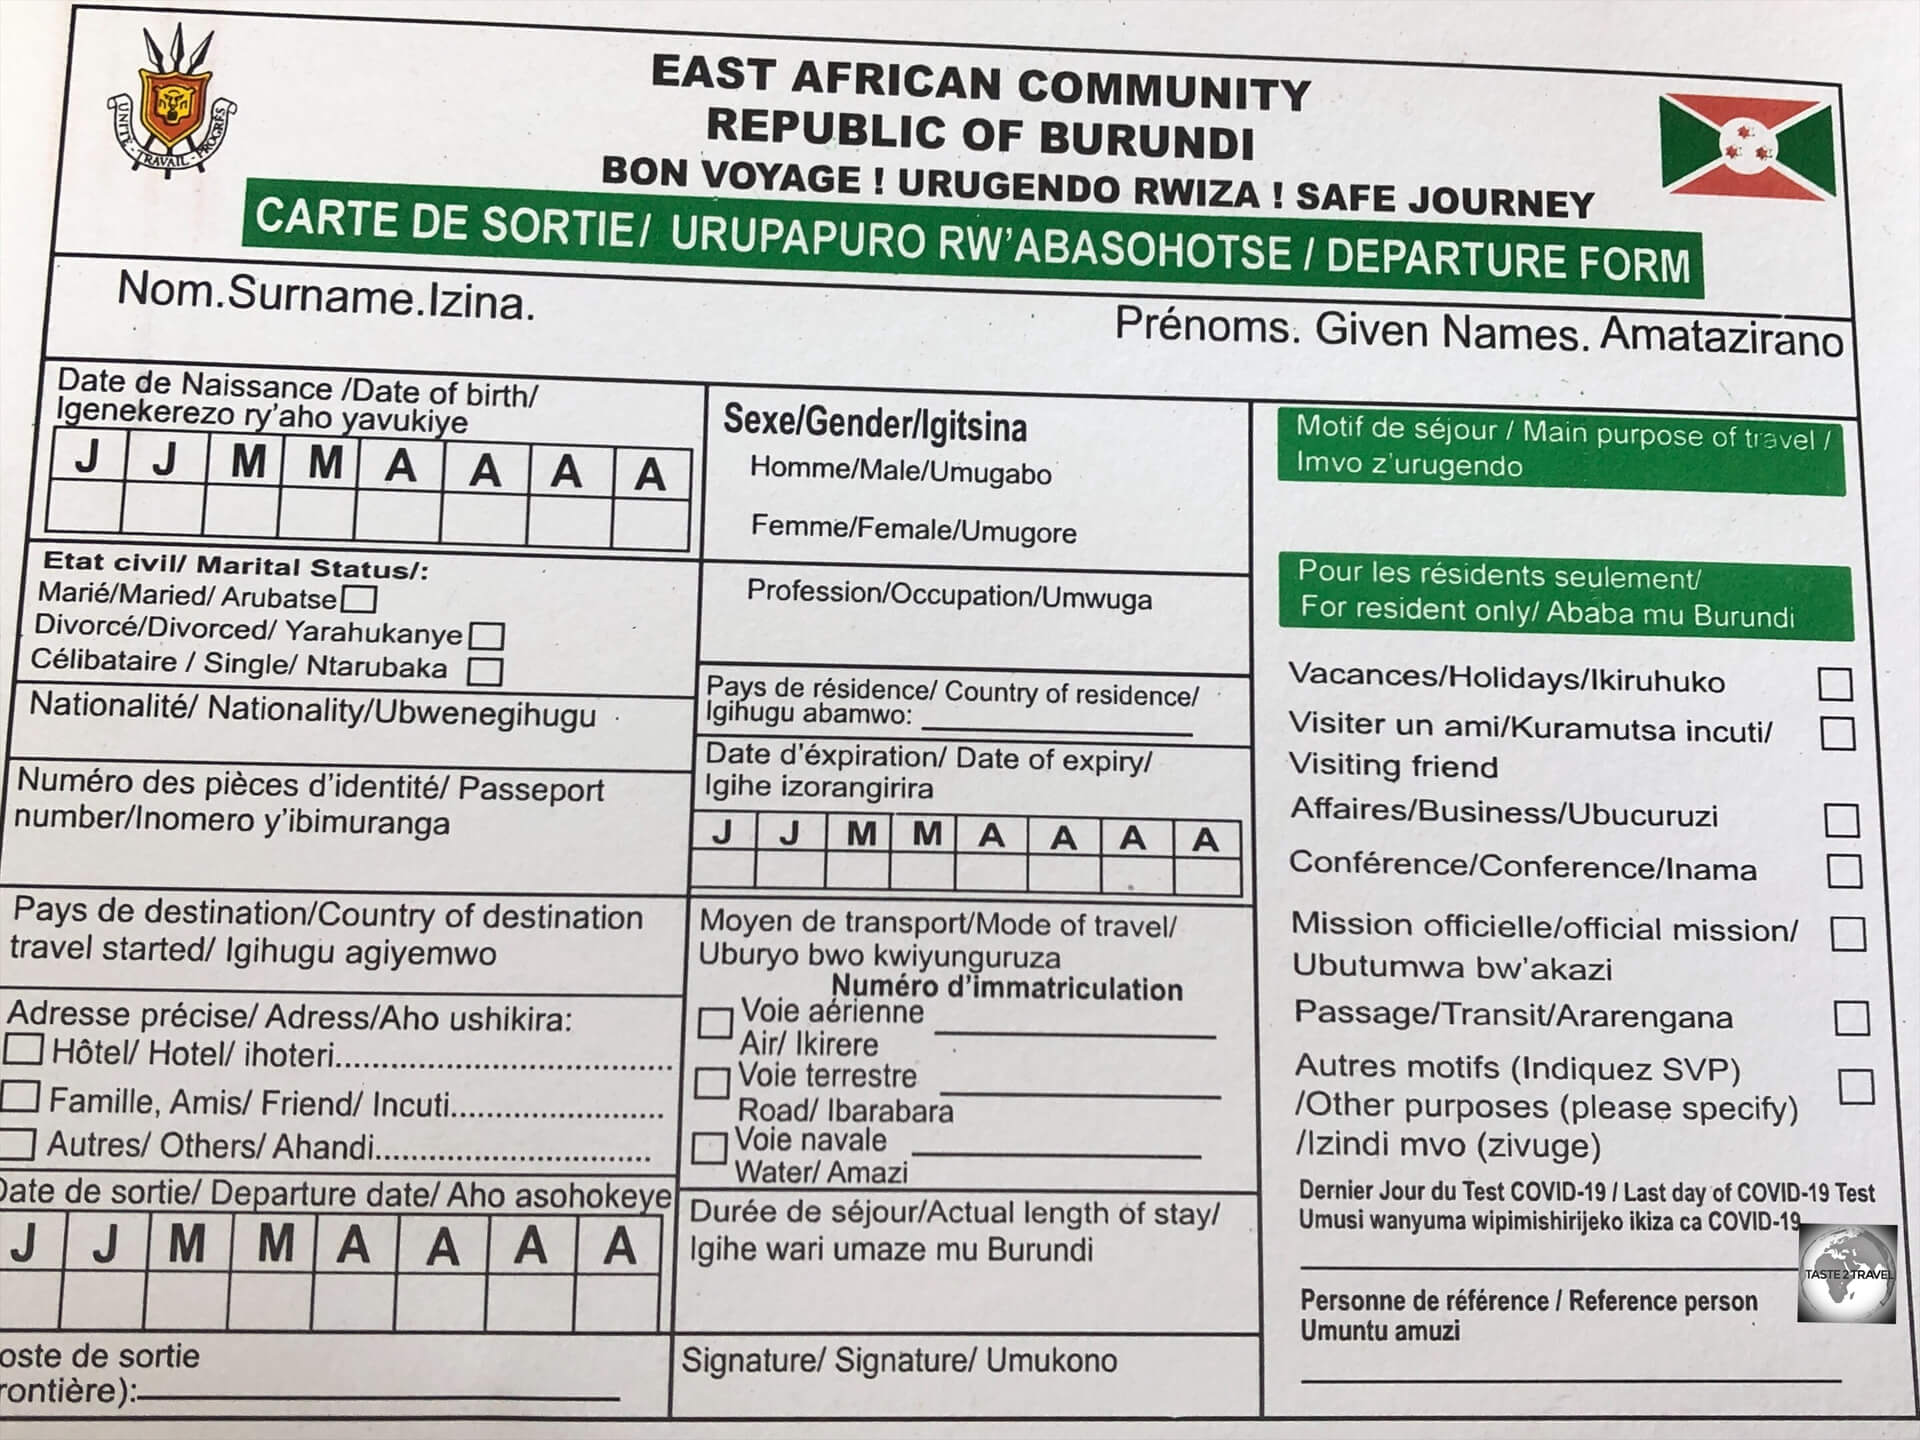 UNITE - TRAVAIL - PROGRÈS
EAST AFRICAN COMMUNITY
REPUBLIC OF BURUNDI
BON VOYAGE ! URUGENDO RWIZA ! SAFE JOURNEY
CARTE DE SORTIE/ URUPAPURO RW'ABASOHOTSE / DEPARTURE FORM
Nom.Surname.Izina.
Prénoms. Given Names. Amatazirano
Date de Naissance /Date of birth/
Igenekerezo ry'aho yavukiye
J J M M A A A A
Etat civil/ Marital Status/:
Marié/Maried/ Arubatse
Divorcé/Divorced/ Yarahukanye
Célibataire / Single/ Ntarubaka
Nationalité/ Nationality/Ubwenegihugu
Numéro des pièces d'identité/ Passeport
number/Inomero y'ibimuranga
Pays de destination/Country of destination
travel started/ Igihugu agiyemwo
Adresse précise/ Adress/Aho ushikira:
Hôtel/ Hotel/ ihoteri
Famille, Amis/ Friend/ Incuti
Autres/ Others/ Ahandi
Date de sortie/ Departure date/ Aho asohokeye
J J M M A A A A
oste de sortie
rontière):
Sexe/Gender/Igitsina
Homme/Male/Umugabo
Femme/Female/Umugore
Profession/Occupation/Umwuga
Pays de résidence/ Country of residence/
Igihugu abamwo:
Date d'éxpiration/ Date of expiry/
Igihe izorangirira
J J M M A A A A
Moyen de transport/Mode of travel/
Uburyo bwo kwiyunguruza
Numéro d'immatriculation
Voie aérienne
Air/ Ikirere
Voie terrestre
Road/ Ibarabara
Voie navale
Water/ Amazi
Durée de séjour/Actual length of stay/
Igihe wari umaze mu Burundi
Signature/ Signature/ Umukono
Motif de séjour / Main purpose of travel /
Imvo z'urugendo
Pour les résidents seulement/
For resident only/ Ababa mu Burundi
Vacances/Holidays/Ikiruhuko
Visiter un ami/Kuramutsa incuti/
Visiting friend
Affaires/Business/Ubucuruzi
Conférence/Conference/Inama
Mission officielle/official mission/
Ubutumwa bw'akazi
Passage/Transit/Ararengana
Autres motifs (Indiquez SVP)
/Other purposes (please specify)
/Izindi mvo (zivuge)
Dernier Jour du Test COVID-19 / Last day of COVID-19 Test
Umusi wanyuma wipimishirijeko ikiza ca COVID-19
TASTE2TRAVEL
Personne de référence / Reference person
Umuntu amuzi